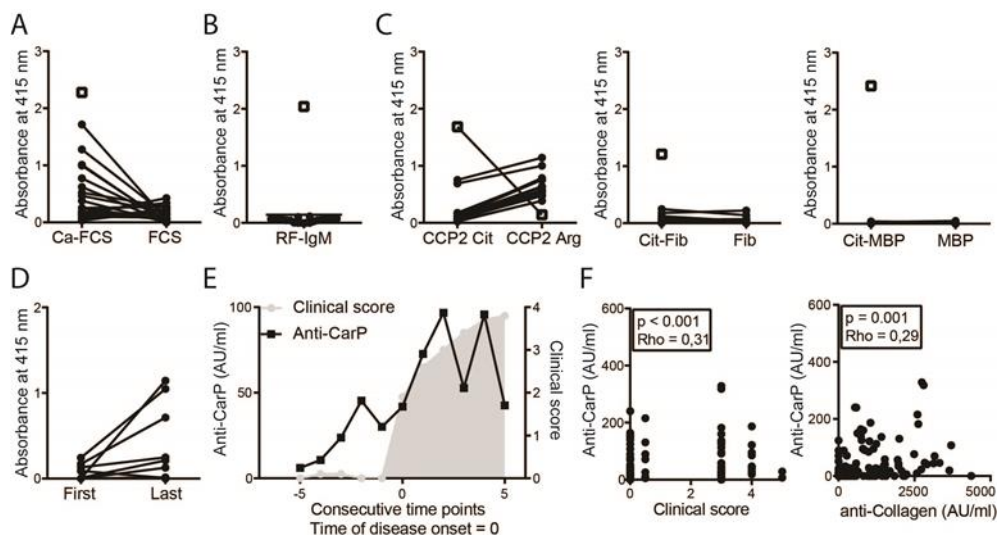 A
Absorbance at 415 nm
3
2
1
0
Ca-FCS FCS
B
Absorbance at 415 nm
3
2
1
0
RF-IgM
C
Absorbance at 415 nm
3
2
1
0
CCP2 Cit CCP2 Arg
Absorbance at 415 nm
3
2
1
0
Cit-Fib Fib
Absorbance at 415 nm
3
2
1
0
Cit-MBP MBP
D
Absorbance at 415 nm
2
1
0
First Last
E
Anti-CarP (AU/ml)
100
50
0
Clinical score
Anti-CarP
4
3
2
1
0
Clinical score
-5 0 5
Consecutive time points
Time of disease onset = 0
F
Anti-CarP (AU/ml)
600
400
200
0
p < 0.001
Rho = 0,31
0 2 4
Clinical score
Anti-CarP (AU/ml)
600
400
200
0
p = 0.001
Rho = 0,29
0 2500 5000
anti-Collagen (AU/ml)